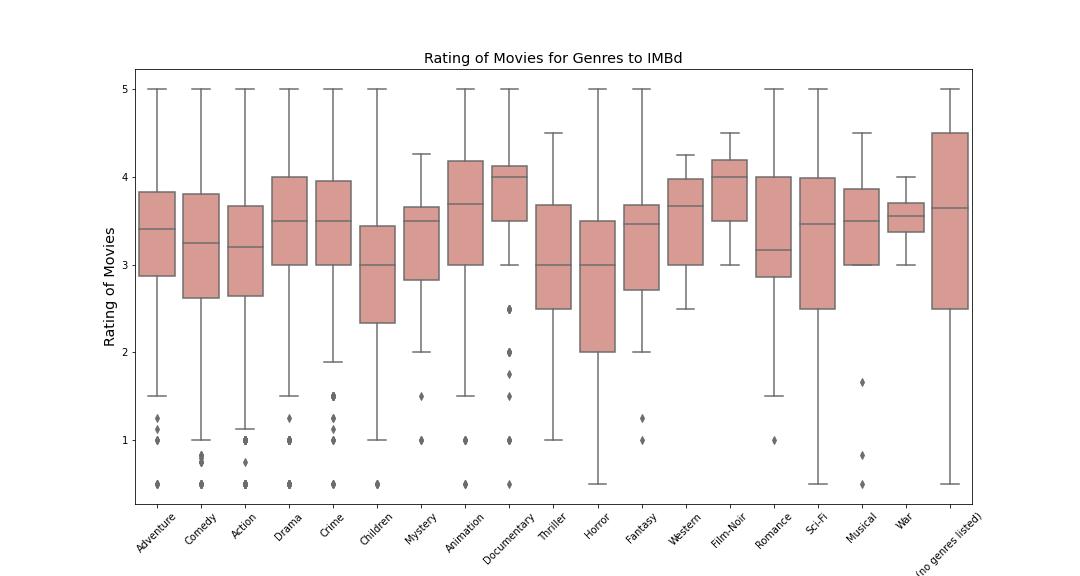 Rating of Movies for Genres to IMBd
Rating of Movies
5
4
3
2
1
Adventure
Comedy
Action
Drama
Crime
Children
Mystery
Animation
Documentary
Thriller
Horror
Fantasy
Western
Film-Noir
Romance
Sci-Fi
Musical
War
(no genres listed)